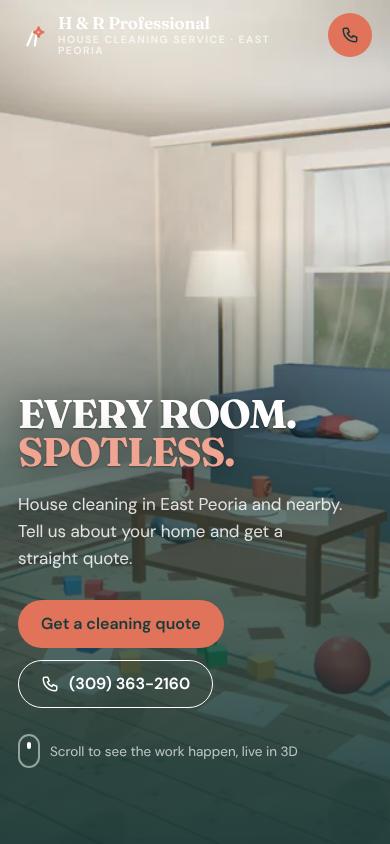 H & R Professional
HOUSE CLEANING SERVICE · EAST
PEORIA
EVERY ROOM.
SPOTLESS.
House cleaning in East Peoria and nearby.
Tell us about your home and get a
straight quote.
Get a cleaning quote
(309) 363-2160
Scroll to see the work happen, live in 3D